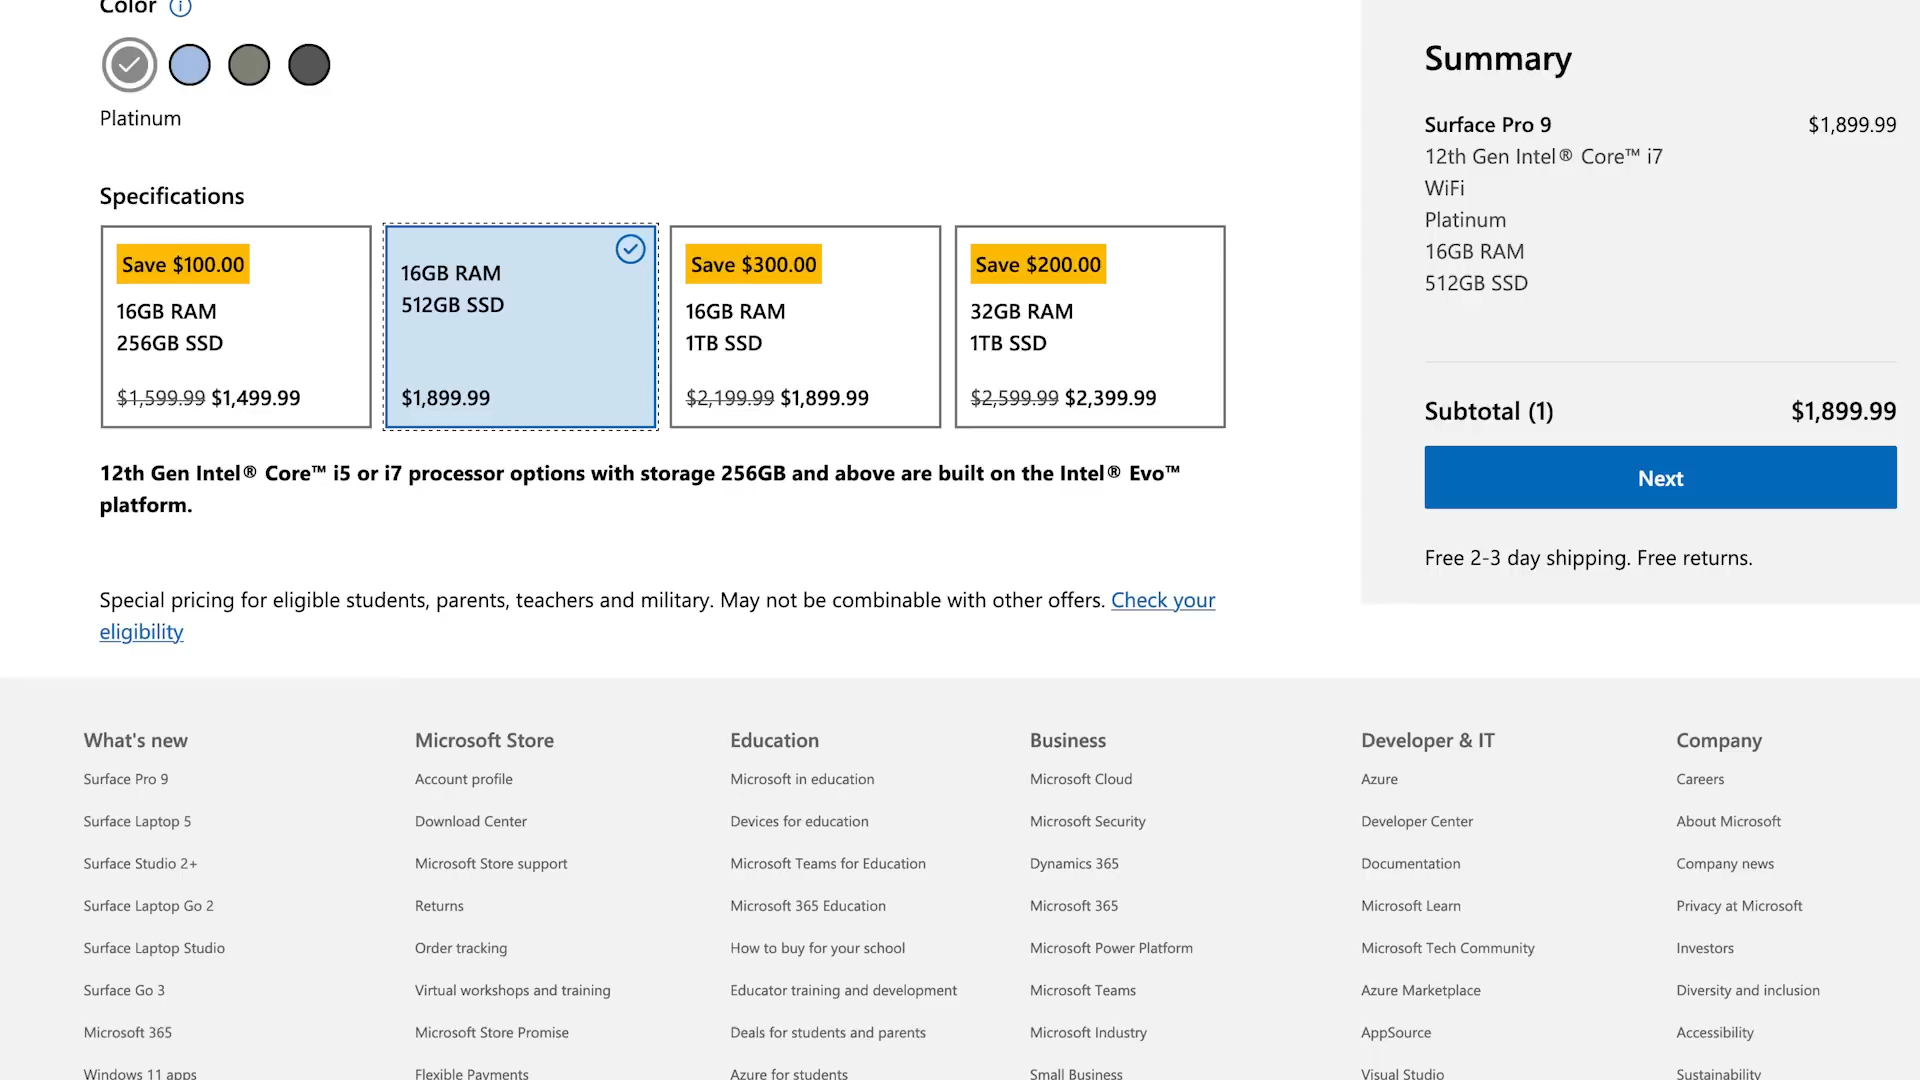 Color
Platinum
Specifications
Save $100.00
16GB RAM
256GB SSD
$1,599.99 $1,499.99
16GB RAM
512GB SSD
$1,899.99
Save $300.00
16GB RAM
1TB SSD
$2,199.99 $1,899.99
Save $200.00
32GB RAM
1TB SSD
$2,599.99 $2,399.99
12th Gen Intel® Core™ i5 or i7 processor options with storage 256GB and above are built on the Intel® Evo™
platform.
Special pricing for eligible students, parents, teachers and military. May not be combinable with other offers. Check your
eligibility
Summary
Surface Pro 9 $1,899.99
12th Gen Intel® Core™ i7
WiFi
Platinum
16GB RAM
512GB SSD
Subtotal (1) $1,899.99
Next
Free 2-3 day shipping. Free returns.
What's new
Surface Pro 9
Surface Laptop 5
Surface Studio 2+
Surface Laptop Go 2
Surface Laptop Studio
Surface Go 3
Microsoft 365
Windows 11 apps
Microsoft Store
Account profile
Download Center
Microsoft Store support
Returns
Order tracking
Virtual workshops and training
Microsoft Store Promise
Flexible Payments
Education
Microsoft in education
Devices for education
Microsoft Teams for Education
Microsoft 365 Education
How to buy for your school
Educator training and development
Deals for students and parents
Azure for students
Business
Microsoft Cloud
Microsoft Security
Dynamics 365
Microsoft 365
Microsoft Power Platform
Microsoft Teams
Microsoft Industry
Small Business
Developer & IT
Azure
Developer Center
Documentation
Microsoft Learn
Microsoft Tech Community
Azure Marketplace
AppSource
Visual Studio
Company
Careers
About Microsoft
Company news
Privacy at Microsoft
Investors
Diversity and inclusion
Accessibility
Sustainability